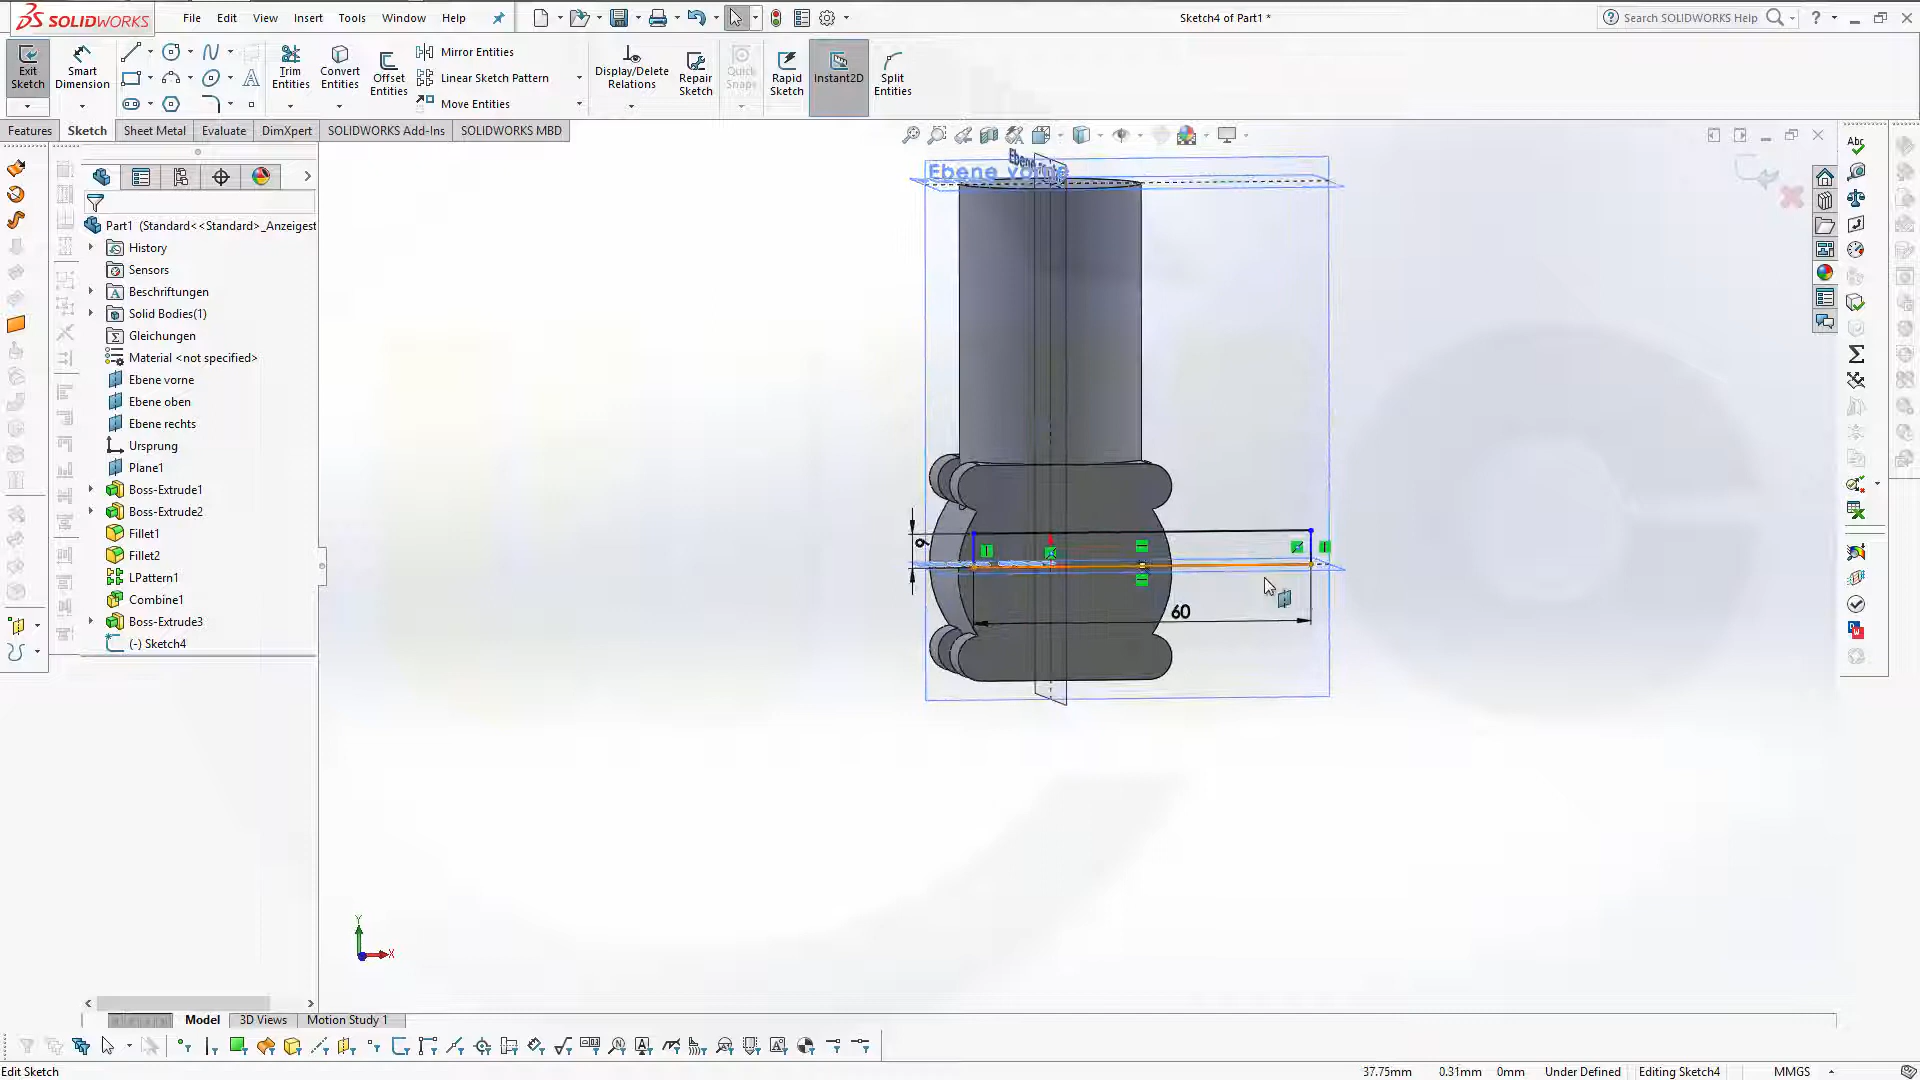 SOLIDWORKS
File Edit View Insert Tools Window Help
Sketch4 of Part1 *
Search SOLIDWORKS Help
Exit Sketch
Smart Dimension
Trim Entities
Convert Entities
Offset Entities
Mirror Entities
Linear Sketch Pattern
Move Entities
Display/Delete Relations
Repair Sketch
Quick Snaps
Rapid Sketch
Instant2D
Split Entities
Features Sketch Sheet Metal Evaluate DimXpert SOLIDWORKS Add-Ins SOLIDWORKS MBD
Part1 (Standard<<Standard>_Anzeigest
History
Sensors
Beschriftungen
Solid Bodies(1)
Gleichungen
Material <not specified>
Ebene vorne
Ebene oben
Ebene rechts
Ursprung
Plane1
Boss-Extrude1
Boss-Extrude2
Fillet1
Fillet2
LPattern1
Combine1
Boss-Extrude3
(-) Sketch4
Ebene vorne
60
Y
X
Model 3D Views Motion Study 1
Edit Sketch
37.75mm 0.31mm 0mm Under Defined Editing Sketch4 MMGS